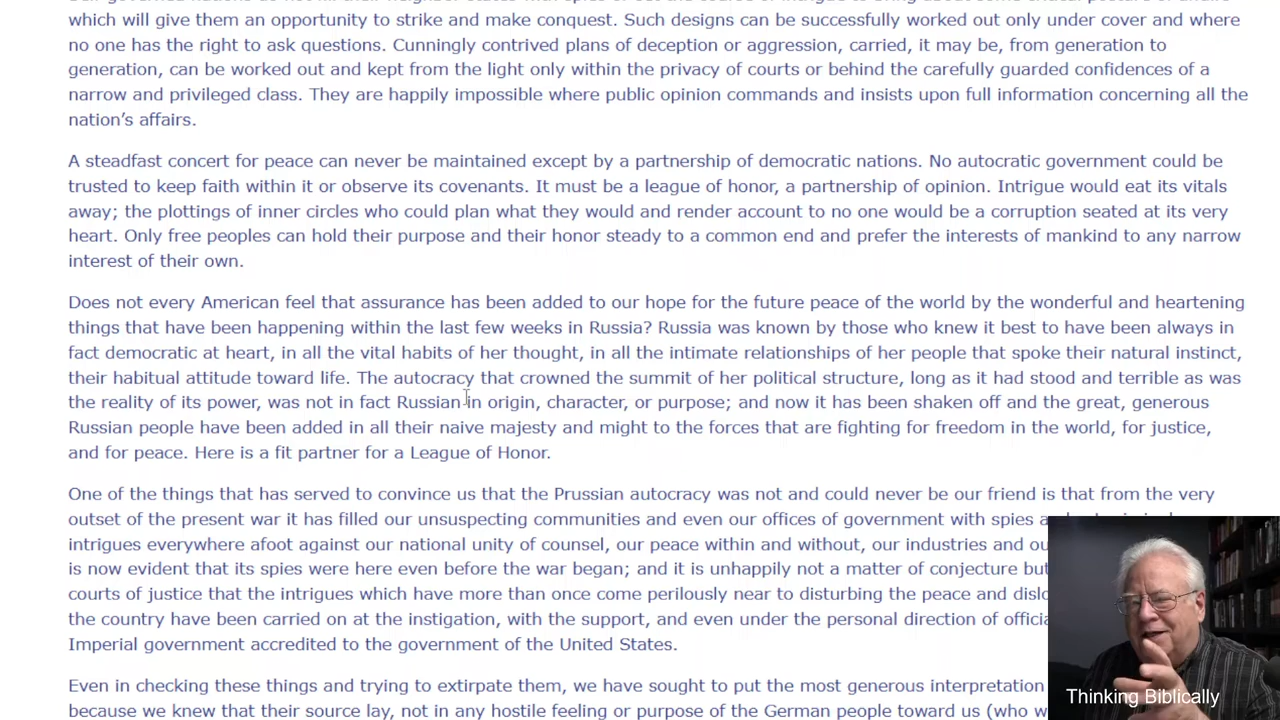 which will give them an opportunity to strike and make conquest. Such designs can be successfully worked out only under cover and where
no one has the right to ask questions. Cunningly contrived plans of deception or aggression, carried, it may be, from generation to
generation, can be worked out and kept from the light only within the privacy of courts or behind the carefully guarded confidences of a
narrow and privileged class. They are happily impossible where public opinion commands and insists upon full information concerning all the
nation’s affairs.
A steadfast concert for peace can never be maintained except by a partnership of democratic nations. No autocratic government could be
trusted to keep faith within it or observe its covenants. It must be a league of honor, a partnership of opinion. Intrigue would eat its vitals
away; the plottings of inner circles who could plan what they would and render account to no one would be a corruption seated at its very
heart. Only free peoples can hold their purpose and their honor steady to a common end and prefer the interests of mankind to any narrow
interest of their own.
Does not every American feel that assurance has been added to our hope for the future peace of the world by the wonderful and heartening
things that have been happening within the last few weeks in Russia? Russia was known by those who knew it best to have been always in
fact democratic at heart, in all the vital habits of her thought, in all the intimate relationships of her people that spoke their natural instinct,
their habitual attitude toward life. The autocracy that crowned the summit of her political structure, long as it had stood and terrible as was
the reality of its power, was not in fact Russian in origin, character, or purpose; and now it has been shaken off and the great, generous
Russian people have been added in all their naive majesty and might to the forces that are fighting for freedom in the world, for justice,
and for peace. Here is a fit partner for a League of Honor.
One of the things that has served to convince us that the Prussian autocracy was not and could never be our friend is that from the very
outset of the present war it has filled our unsuspecting communities and even our offices of government with spies
intrigues everywhere afoot against our national unity of counsel, our peace within and without, our industries and
is now evident that its spies were here even before the war began; and it is unhappily not a matter of conjecture but
courts of justice that the intrigues which have more than once come perilously near to disturbing the peace and
the country have been carried on at the instigation, with the support, and even under the personal direction of
Imperial government accredited to the government of the United States.
Even in checking these things and trying to extirpate them, we have sought to put the most generous interpretation
because we knew that their source lay, not in any hostile feeling or purpose of the German people toward us (who
Thinking Biblically